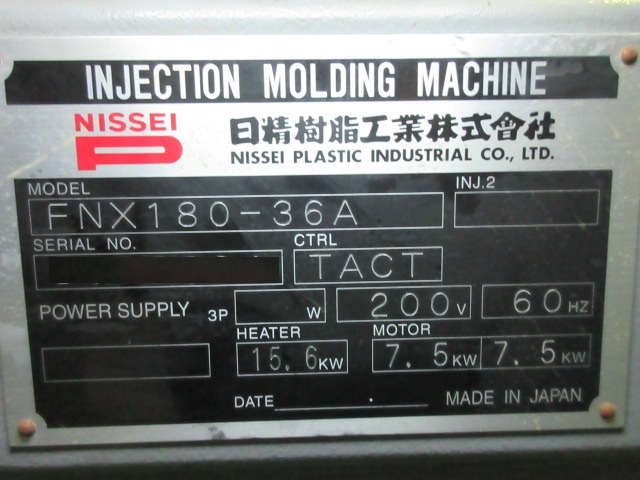 INJECTION MOLDING MACHINE
NISSEI
日精樹脂工業株式會社
NISSEI PLASTIC INDUSTRIAL CO., LTD.
MODEL
INJ.2
FNX180-36A
SERIAL NO.
CTRL
TACT
POWER SUPPLY 3P W 200V 60HZ
HEATER
MOTOR
15.6KW 7.5KW 7.5KW
DATE . MADE IN JAPAN